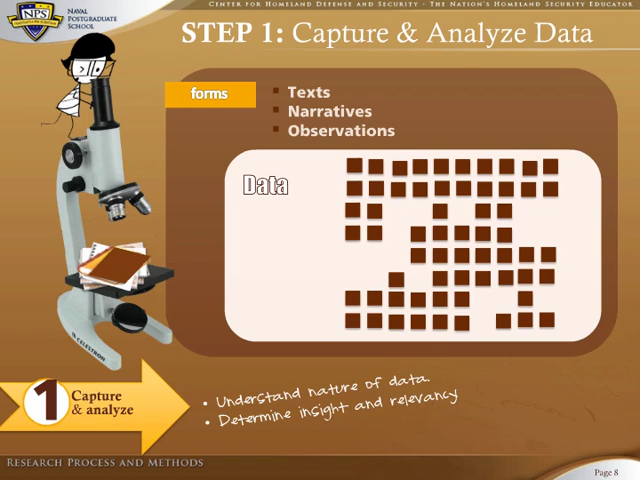 CENTER FOR HOMELAND DEFENSE AND SECURITY - THE NATION'S HOMELAND SECURITY EDUCATOR
NPS
NAVAL
POSTGRADUATE
SCHOOL
STEP 1: Capture & Analyze Data
forms
Texts
Narratives
Observations
Data
CELESTRON
1 Capture
& analyze
• Understand nature of data.
• Determine insight and relevancy
RESEARCH PROCESS AND METHODS
Page 8